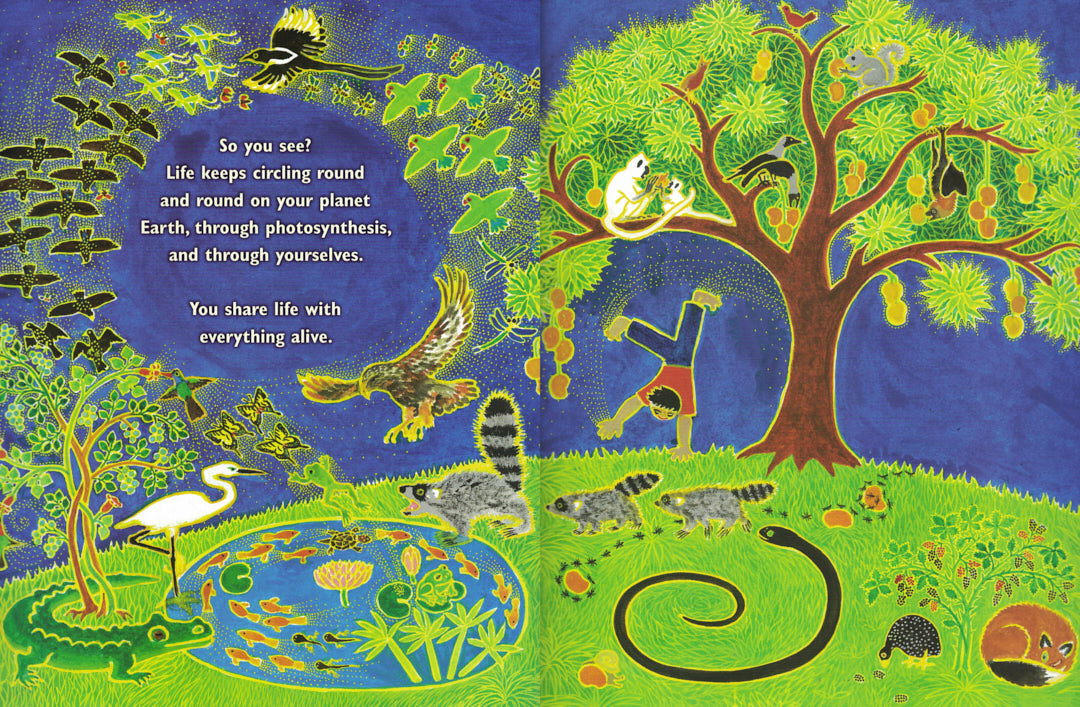 So you see?
Life keeps circling round
and round on your planet
Earth, through photosynthesis,
and through yourselves.
You share life with
everything alive.